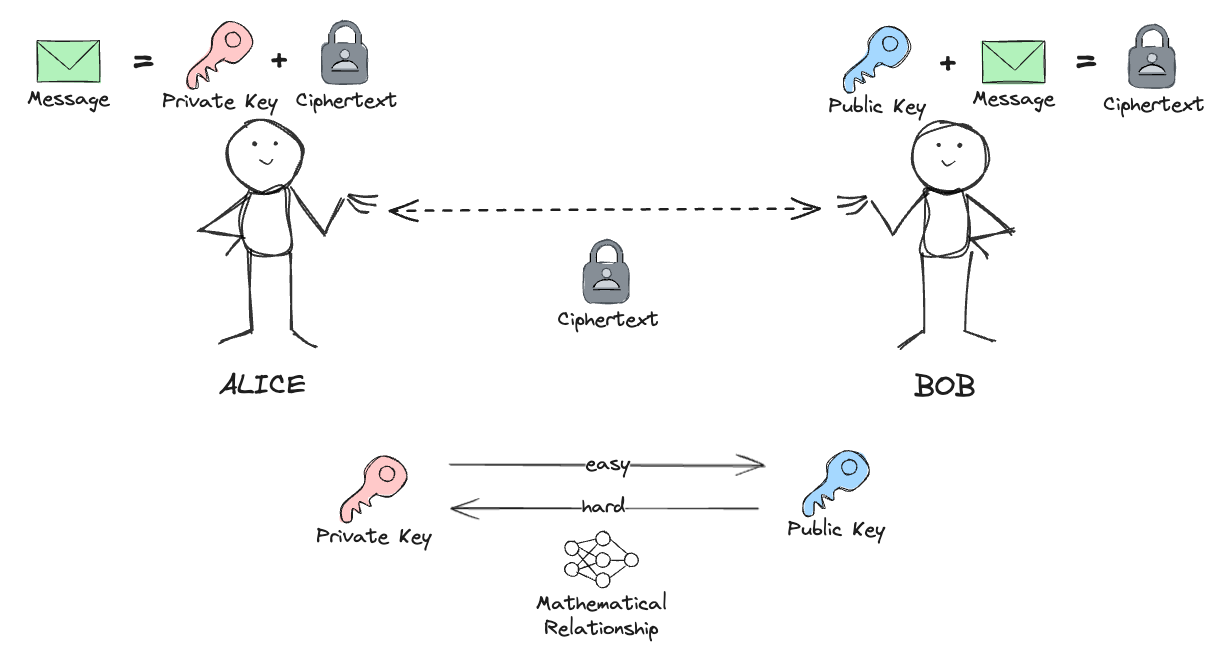 = + + =
Message Private Key Ciphertext Public Key Message Ciphertext
Ciphertext
ALICE BOB
easy
hard
Private Key Public Key
Mathematical
Relationship